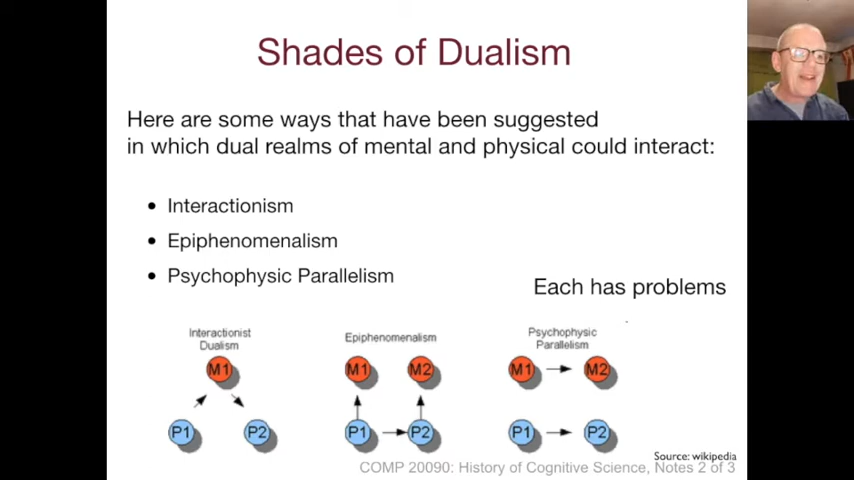 Shades of Dualism
Here are some ways that have been suggested
in which dual realms of mental and physical could interact:
• Interactionism
• Epiphenomenalism
• Psychophysic Parallelism
Each has problems
Interactionist
Dualism
M1
P1
P2
Epiphenomenalism
M1
M2
P1
P2
Psychophysic
Parallelism
M1
M2
P1
P2
Source: wikipedia
COMP 20090: History of Cognitive Science, Notes 2 of 3